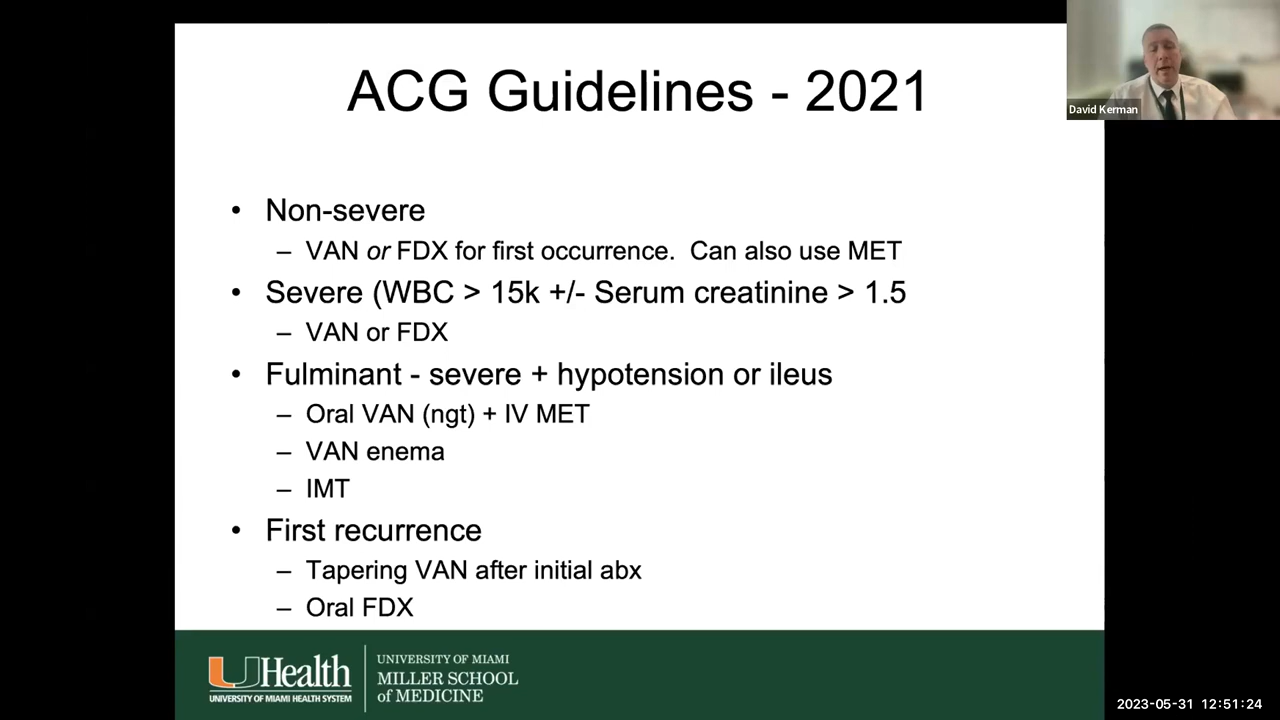 ACG Guidelines - 2021
David Kerman
• Non-severe
– VAN or FDX for first occurrence.  Can also use MET
• Severe (WBC > 15k +/- Serum creatinine > 1.5
– VAN or FDX
• Fulminant - severe + hypotension or ileus
– Oral VAN (ngt) + IV MET
– VAN enema
– IMT
• First recurrence
– Tapering VAN after initial abx
– Oral FDX
UHealth
UNIVERSITY OF MIAMI HEALTH SYSTEM
UNIVERSITY OF MIAMI
MILLER SCHOOL
of MEDICINE
2023-05-31 12:51:24